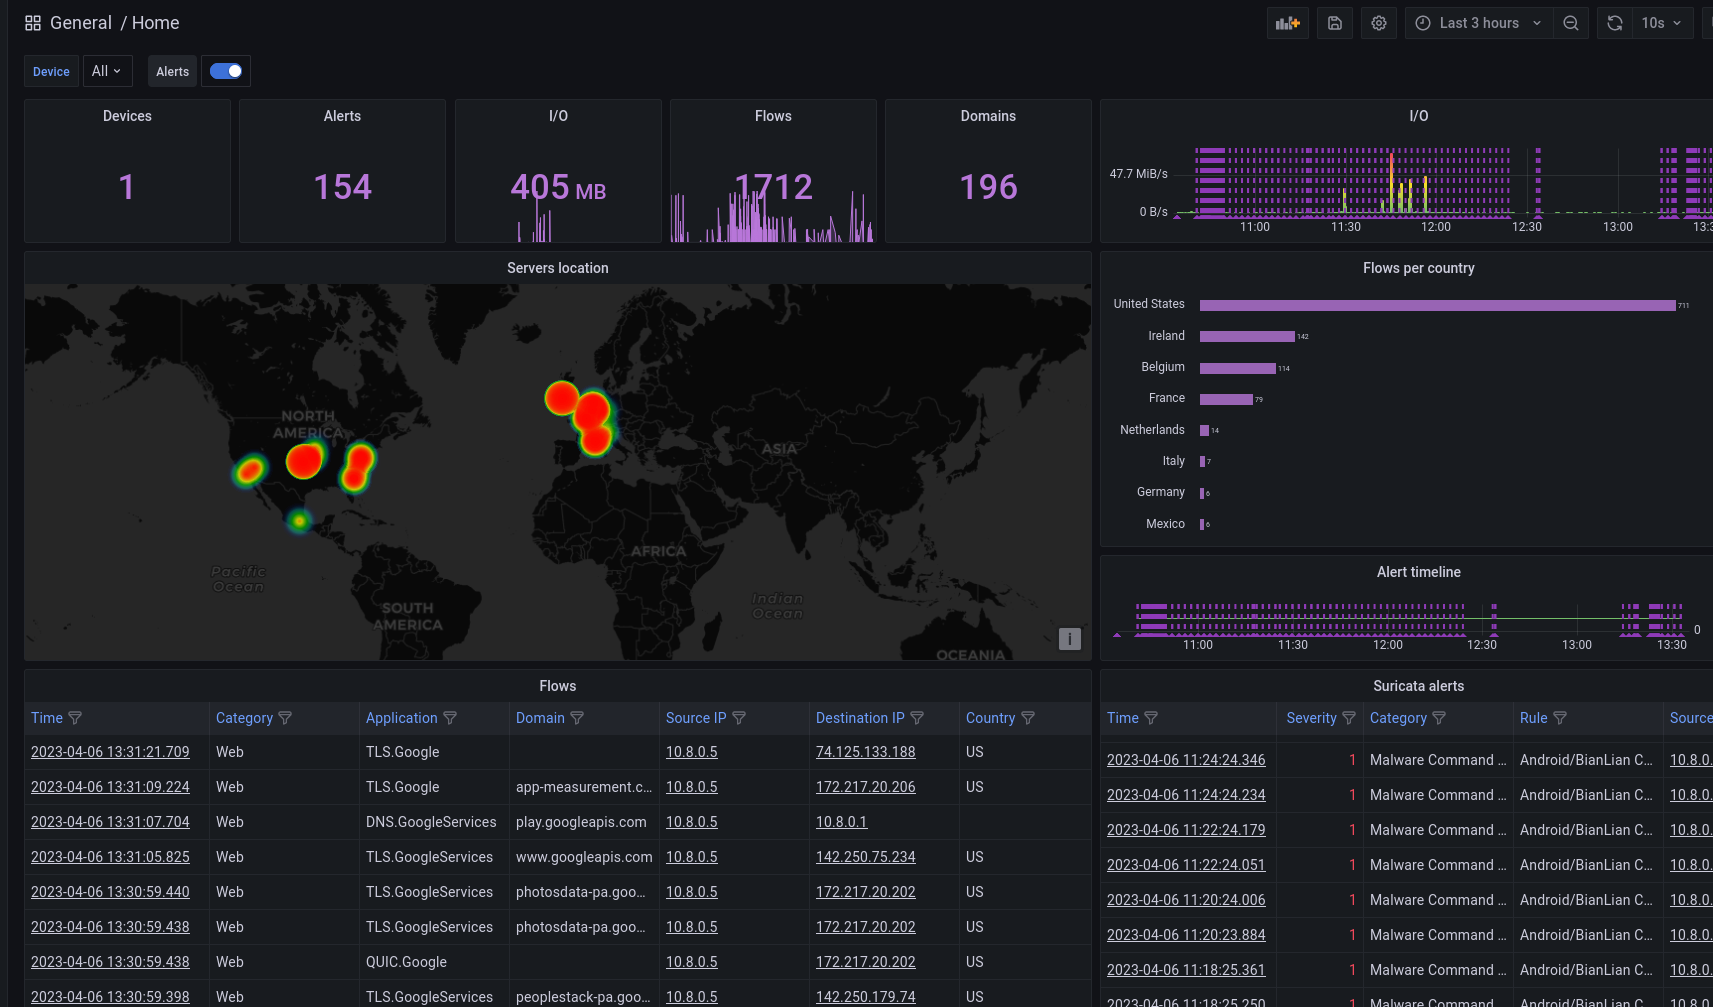 General / Home
Last 3 hours
10s
Device
All
Alerts
Devices
1
Alerts
154
I/O
405 MB
Flows
1712
Domains
196
I/O
47.7 MiB/s
0 B/s
11:00 11:30 12:00 12:30 13:00 13:3
Servers location
NORTH
AMERICA
ASIA
AFRICA
Pacific
Ocean
Indian
Ocean
SOUTH
AMERICA
OCEANIA
i
Flows per country
United States 711
Ireland 142
Belgium 114
France 79
Netherlands 14
Italy 7
Germany 6
Mexico 6
Alert timeline
0
11:00 11:30 12:00 12:30 13:00 13:30
Flows
Time Category Application Domain Source IP Destination IP Country
2023-04-06 13:31:21.709 Web TLS.Google 10.8.0.5 74.125.133.188 US
2023-04-06 13:31:09.224 Web TLS.Google app-measurement.c... 10.8.0.5 172.217.20.206 US
2023-04-06 13:31:07.704 Web DNS.GoogleServices play.googleapis.com 10.8.0.5 10.8.0.1
2023-04-06 13:31:05.825 Web TLS.GoogleServices www.googleapis.com 10.8.0.5 142.250.75.234 US
2023-04-06 13:30:59.440 Web TLS.GoogleServices photosdata-pa.goo... 10.8.0.5 172.217.20.202 US
2023-04-06 13:30:59.438 Web TLS.GoogleServices photosdata-pa.goo... 10.8.0.5 172.217.20.202 US
2023-04-06 13:30:59.438 Web QUIC.Google 10.8.0.5 172.217.20.202 US
2023-04-06 13:30:59.398 Web TLS.GoogleServices peoplestack-pa.goo... 10.8.0.5 142.250.179.74 US
Suricata alerts
Time Severity Category Rule Source
2023-04-06 11:24:24.346 1 Malware Command ... Android/BianLian C... 10.8.0.
2023-04-06 11:24:24.234 1 Malware Command ... Android/BianLian C... 10.8.0.
2023-04-06 11:22:24.179 1 Malware Command ... Android/BianLian C... 10.8.0.
2023-04-06 11:22:24.051 1 Malware Command ... Android/BianLian C... 10.8.0.
2023-04-06 11:20:24.006 1 Malware Command ... Android/BianLian C... 10.8.0.
2023-04-06 11:20:23.884 1 Malware Command ... Android/BianLian C... 10.8.0.
2023-04-06 11:18:25.361 1 Malware Command ... Android/BianLian C... 10.8.0.
2023-04-06 11:18:25.250 1 Malware Command ... Android/BianLian C... 10.8.0.